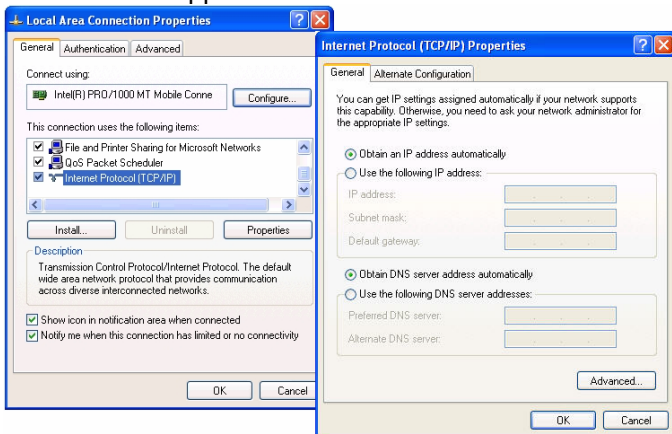 Local Area Connection Properties
General Authentication Advanced
Connect using:
Intel(R) PRO/1000 MT Mobile Conne
Configure...
This connection uses the following items:
File and Printer Sharing for Microsoft Networks
QoS Packet Scheduler
Internet Protocol (TCP/IP)
Install... Uninstall Properties
Description
Transmission Control Protocol/Internet Protocol. The default
wide area network protocol that provides communication
across diverse interconnected networks.
Show icon in notification area when connected
Notify me when this connection has limited or no connectivity
OK Cancel
Internet Protocol (TCP/IP) Properties
General Alternate Configuration
You can get IP settings assigned automatically if your network supports
this capability. Otherwise, you need to ask your network administrator for
the appropriate IP settings.
Obtain an IP address automatically
Use the following IP address:
IP address:
Subnet mask:
Default gateway:
Obtain DNS server address automatically
Use the following DNS server addresses:
Preferred DNS server:
Alternate DNS server:
Advanced...
OK Cancel